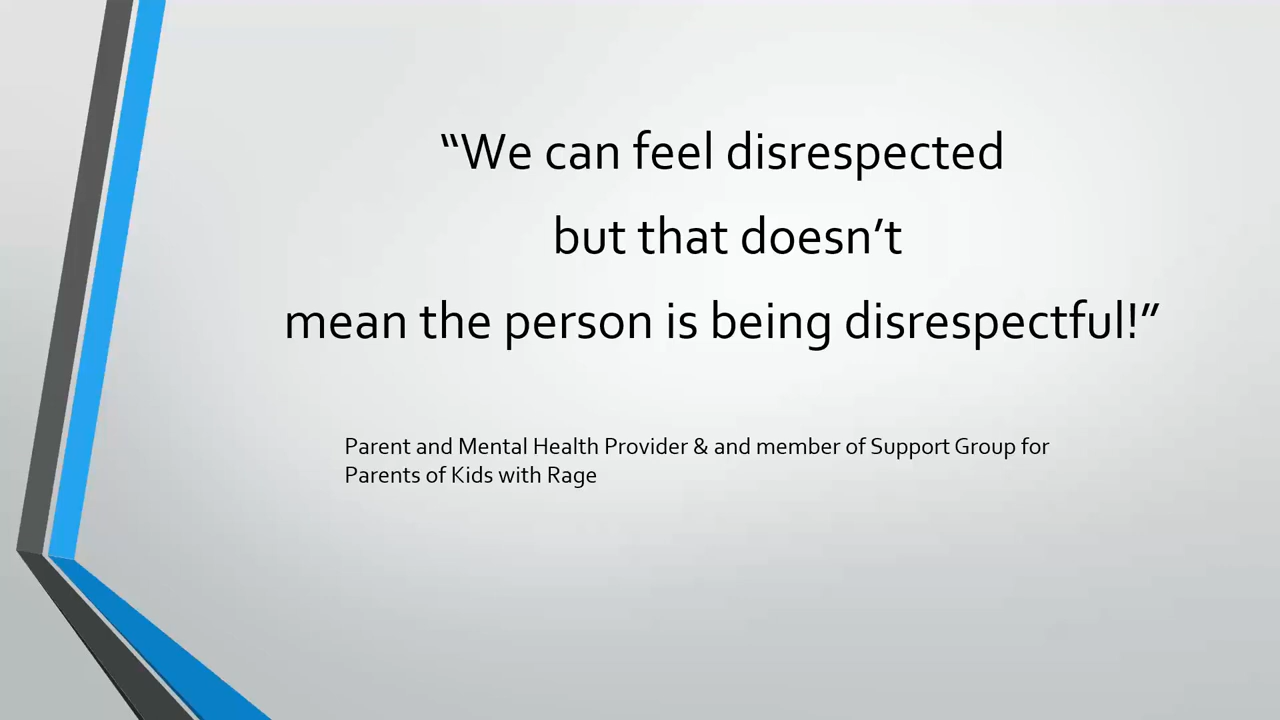 “We can feel disrespected
but that doesn’t
mean the person is being disrespectful!”
Parent and Mental Health Provider & and member of Support Group for
Parents of Kids with Rage